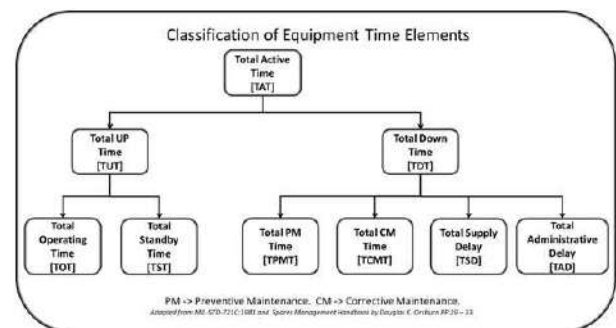 Classification of Equipment Time Elements
Total Active
Time
[TAT]
Total UP
Time
[TUT]
Total Down
Time
[TDT]
Total
Operating
Time
[TOT]
Total
Standby
Time
[TST]
Total PM
Time
[TPMT]
Total CM
Time
[TCMT]
Total Supply
Delay
[TSD]
Total
Administrative
Delay
[TAD]
PM -> Preventive Maintenance. CM -> Corrective Maintenance.
Adapted from MIL-STD-721C:1981 and Spares Management Handbook by Douglas K. Orsburn PP